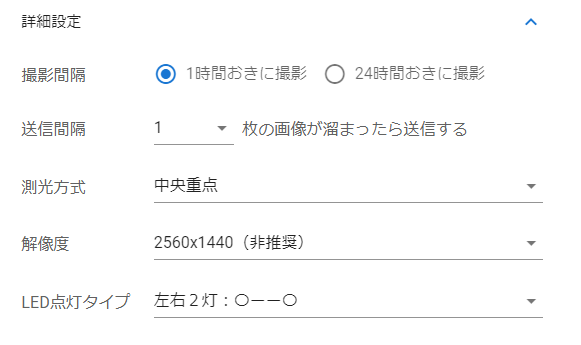 詳細設定
撮影間隔 1時間おきに撮影 24時間おきに撮影
送信間隔 1 枚の画像が溜まったら送信する
測光方式 中央重点
解像度 2560x1440（非推奨）
LED点灯タイプ 左右２灯：〇ーー〇